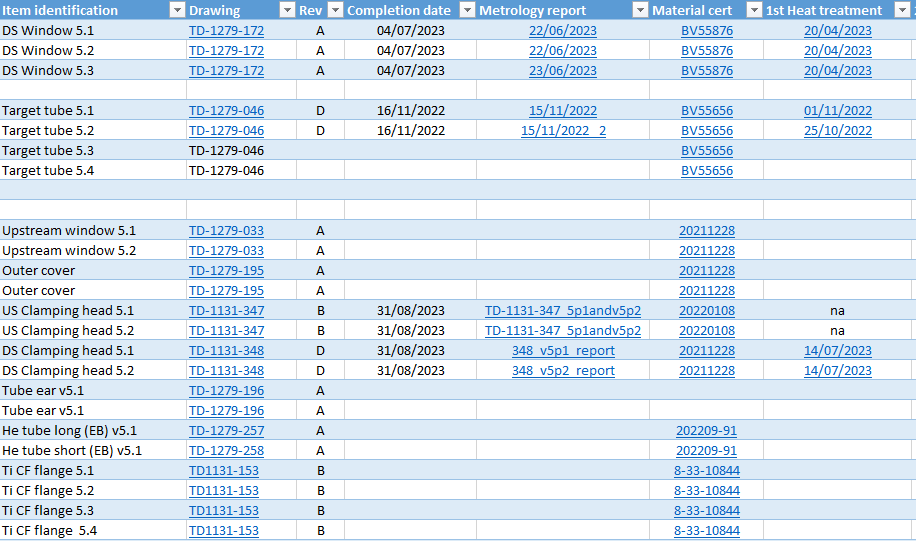 Item identification Drawing Rev Completion date Metrology report Material cert 1st Heat treatment
DS Window 5.1 TD-1279-172 A 04/07/2023 22/06/2023 BV55876 20/04/2023
DS Window 5.2 TD-1279-172 A 04/07/2023 22/06/2023 BV55876 20/04/2023
DS Window 5.3 TD-1279-172 A 04/07/2023 23/06/2023 BV55876 20/04/2023
Target tube 5.1 TD-1279-046 D 16/11/2022 15/11/2022 BV55656 01/11/2022
Target tube 5.2 TD-1279-046 D 16/11/2022 15/11/2022_2 BV55656 25/10/2022
Target tube 5.3 TD-1279-046 BV55656
Target tube 5.4 TD-1279-046 BV55656
Upstream window 5.1 TD-1279-033 A 20211228
Upstream window 5.2 TD-1279-033 A 20211228
Outer cover TD-1279-195 A 20211228
Outer cover TD-1279-195 A 20211228
US Clamping head 5.1 TD-1131-347 B 31/08/2023 TD-1131-347_5p1andv5p2 20220108 na
US Clamping head 5.2 TD-1131-347 B 31/08/2023 TD-1131-347_5p1andv5p2 20220108 na
DS Clamping head 5.1 TD-1131-348 D 31/08/2023 348_v5p1_report 20211228 14/07/2023
DS Clamping head 5.2 TD-1131-348 D 31/08/2023 348_v5p2_report 20211228 14/07/2023
Tube ear v5.1 TD-1279-196 A
Tube ear v5.1 TD-1279-196 A
He tube long (EB) v5.1 TD-1279-257 A 202209-91
He tube short (EB) v5.1 TD-1279-258 A 202209-91
Ti CF flange 5.1 TD1131-153 B 8-33-10844
Ti CF flange 5.2 TD1131-153 B 8-33-10844
Ti CF flange 5.3 TD1131-153 B 8-33-10844
Ti CF flange  5.4 TD1131-153 B 8-33-10844